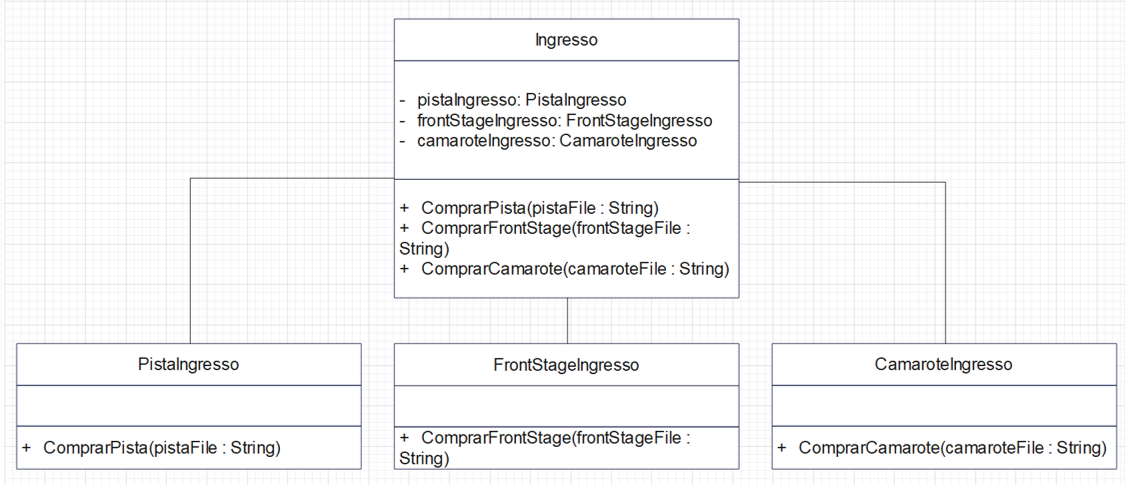 Ingresso
- pistaIngresso: PistaIngresso
- frontStageIngresso: FrontStageIngresso
- camaroteIngresso: CamaroteIngresso
+ ComprarPista(pistaFile : String)
+ ComprarFrontStage(frontStageFile :
String)
+ ComprarCamarote(camaroteFile : String)
PistaIngresso
+ ComprarPista(pistaFile : String)
FrontStageIngresso
+ ComprarFrontStage(frontStageFile :
String)
CamaroteIngresso
+ ComprarCamarote(camaroteFile : String)